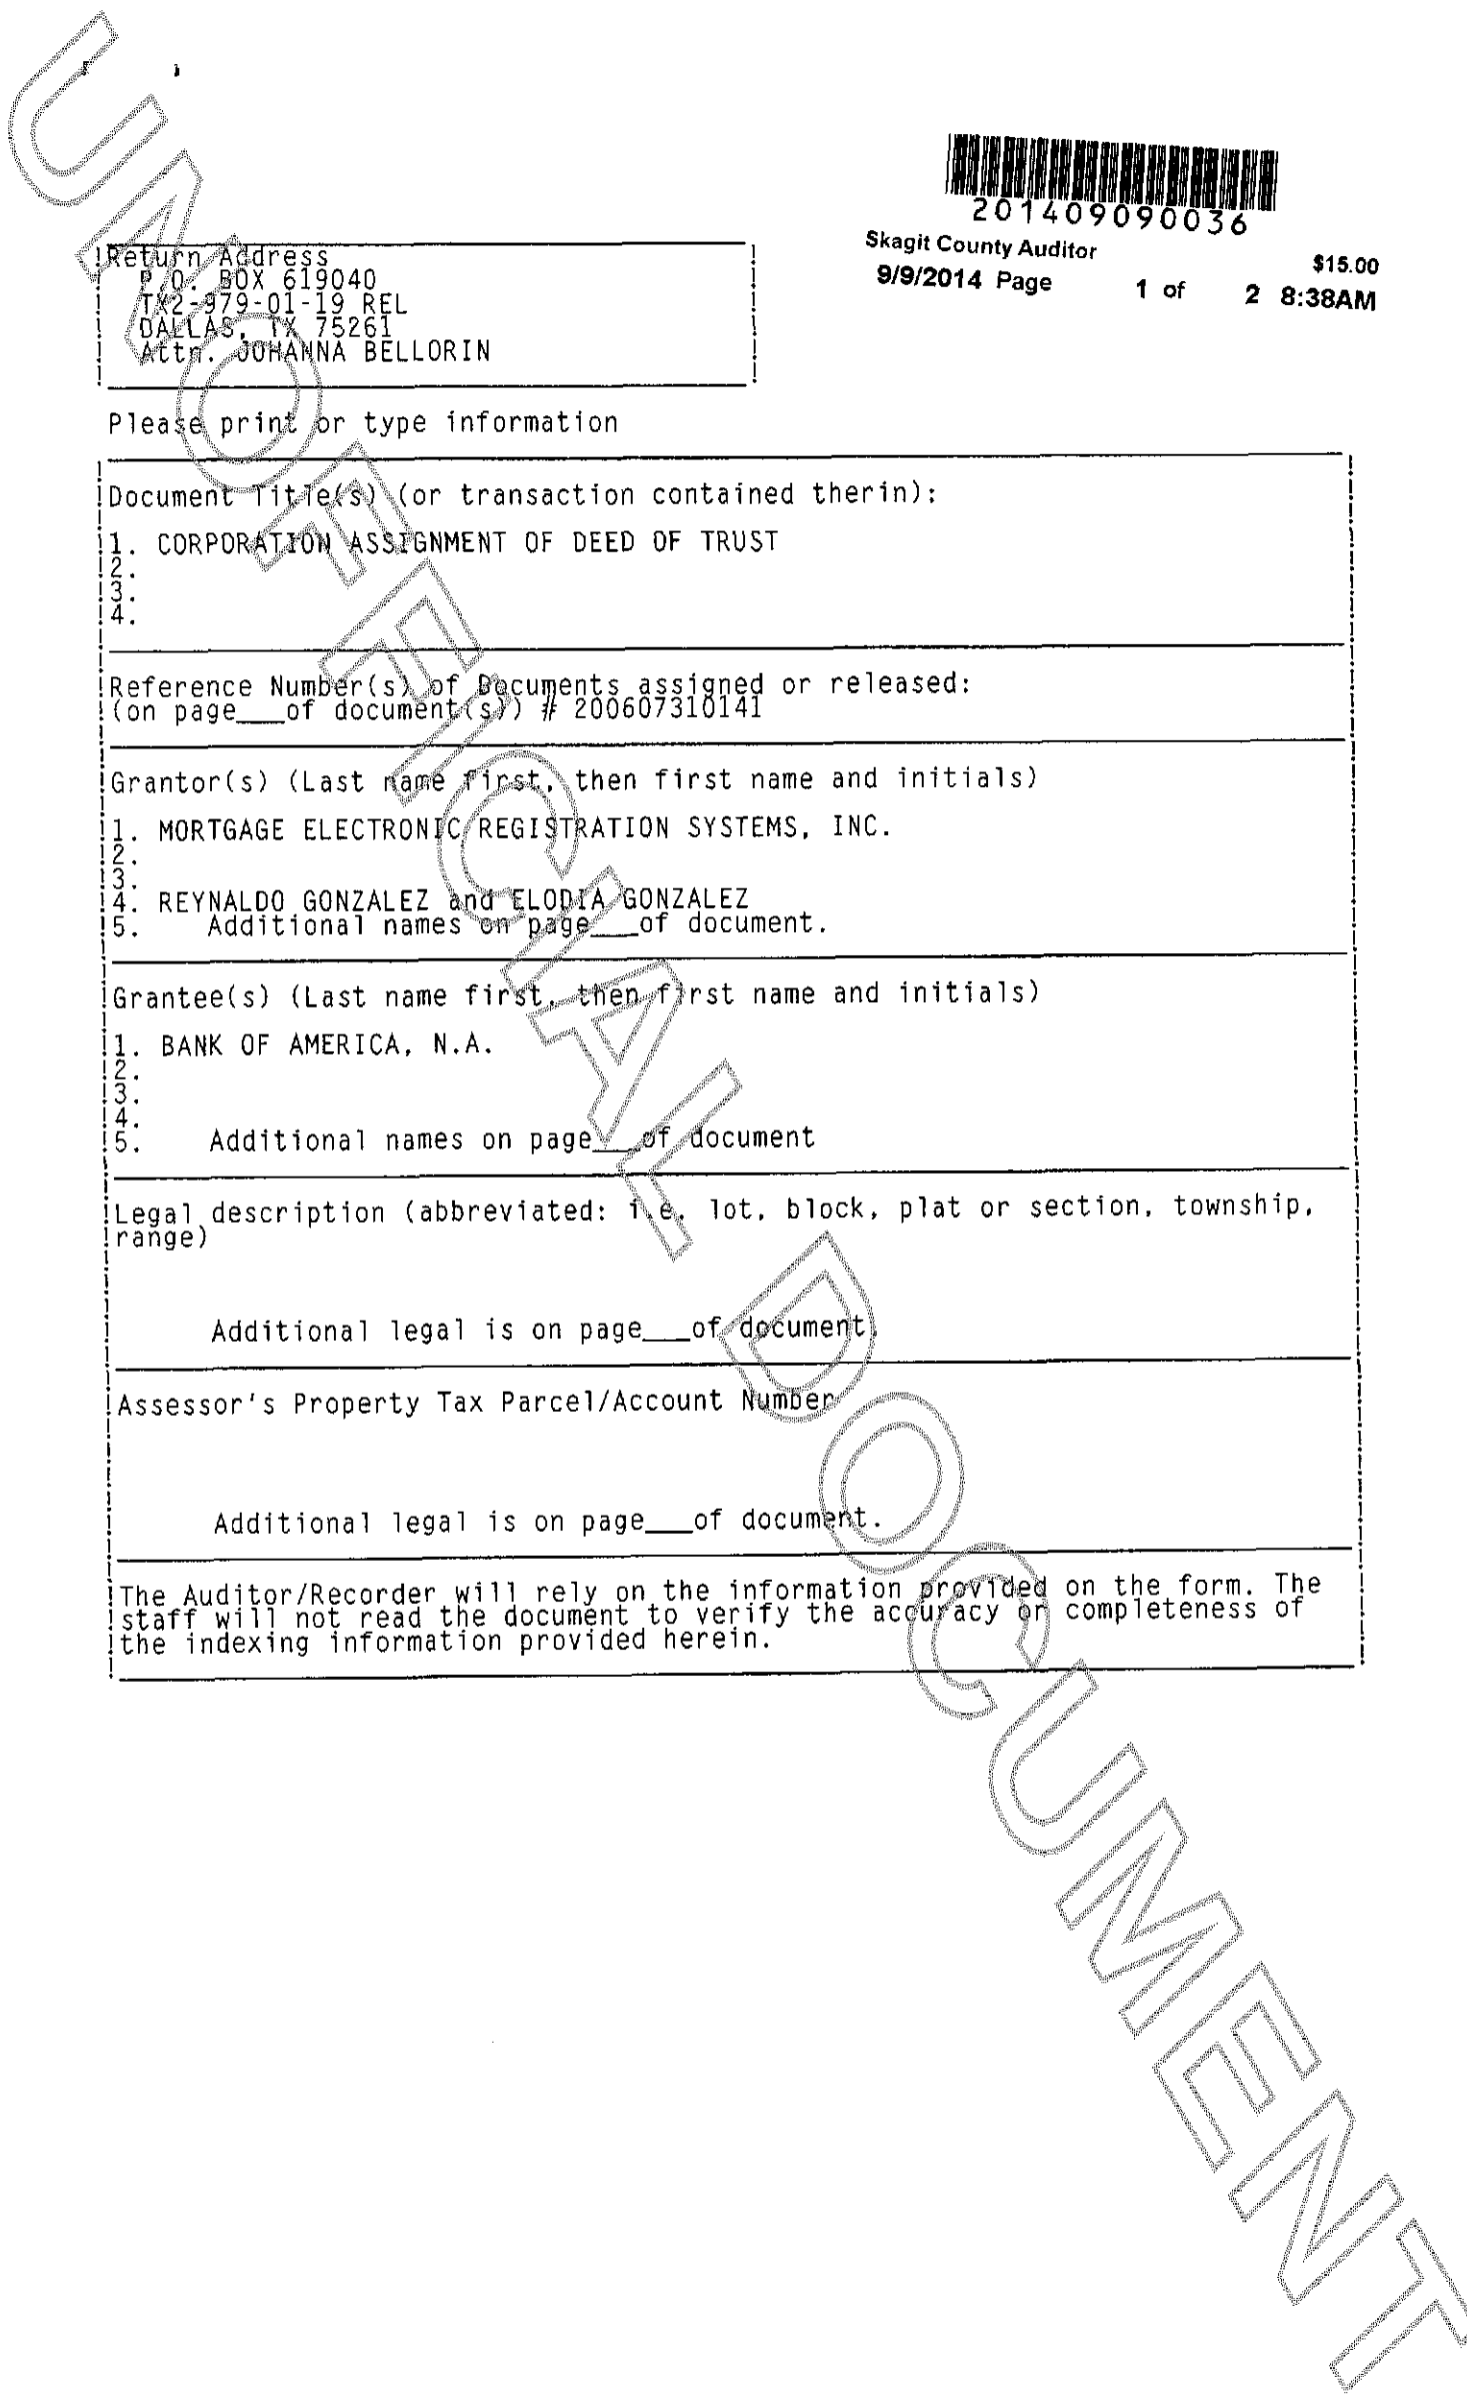 201409090036
Skagit County Auditor $15.00
9/9/2014 Page 1 of 2 8:38AM
Return Address
P.O. BOX 619040
TX2-979-01-19 REL
DALLAS, TX 75261
Attn. JOHANNA BELLORIN
Please print or type information
Document Title(s) (or transaction contained therin):
1. CORPORATION ASSIGNMENT OF DEED OF TRUST
2.
3.
4.
Reference Number(s) of Documents assigned or released:
(on page___of document(s)) # 200607310141
Grantor(s) (Last name first, then first name and initials)
1. MORTGAGE ELECTRONIC REGISTRATION SYSTEMS, INC.
2.
3.
4. REYNALDO GONZALEZ and ELODIA GONZALEZ
5. Additional names on page___of document.
Grantee(s) (Last name first, then first name and initials)
1. BANK OF AMERICA, N.A.
2.
3.
4.
5. Additional names on page___of document
Legal description (abbreviated: i.e. lot, block, plat or section, township,
range)
Additional legal is on page___of document.
Assessor's Property Tax Parcel/Account Number
Additional legal is on page___of document.
The Auditor/Recorder will rely on the information provided on the form. The
staff will not read the document to verify the accuracy or completeness of
the indexing information provided herein.
UNOFFICIAL DOCUMENT